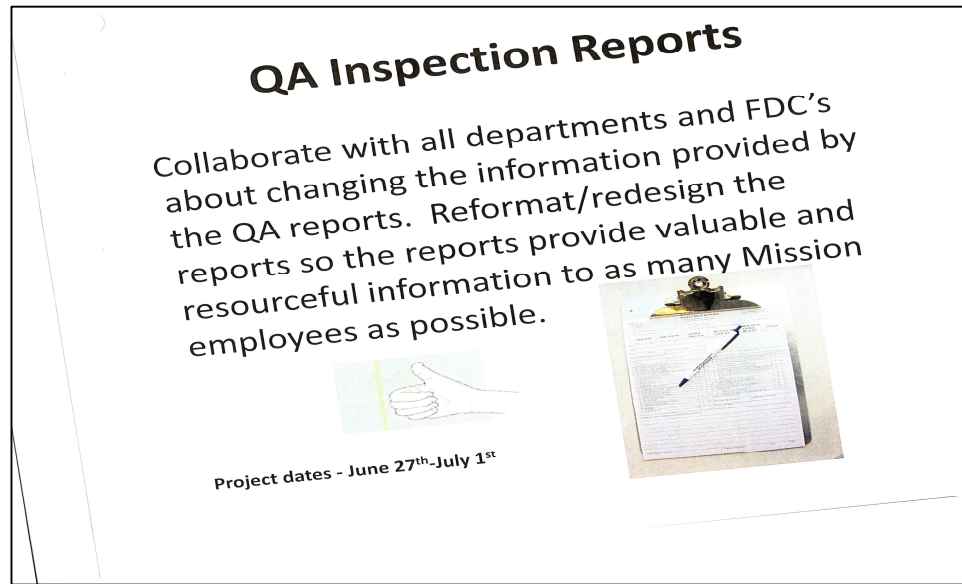 QA Inspection Reports
Collaborate with all departments and FDC's
about changing the information provided by
the QA reports.  Reformat/redesign the
reports so the reports provide valuable and
resourceful information to as many Mission
employees as possible.
Project dates - June 27th-July 1st